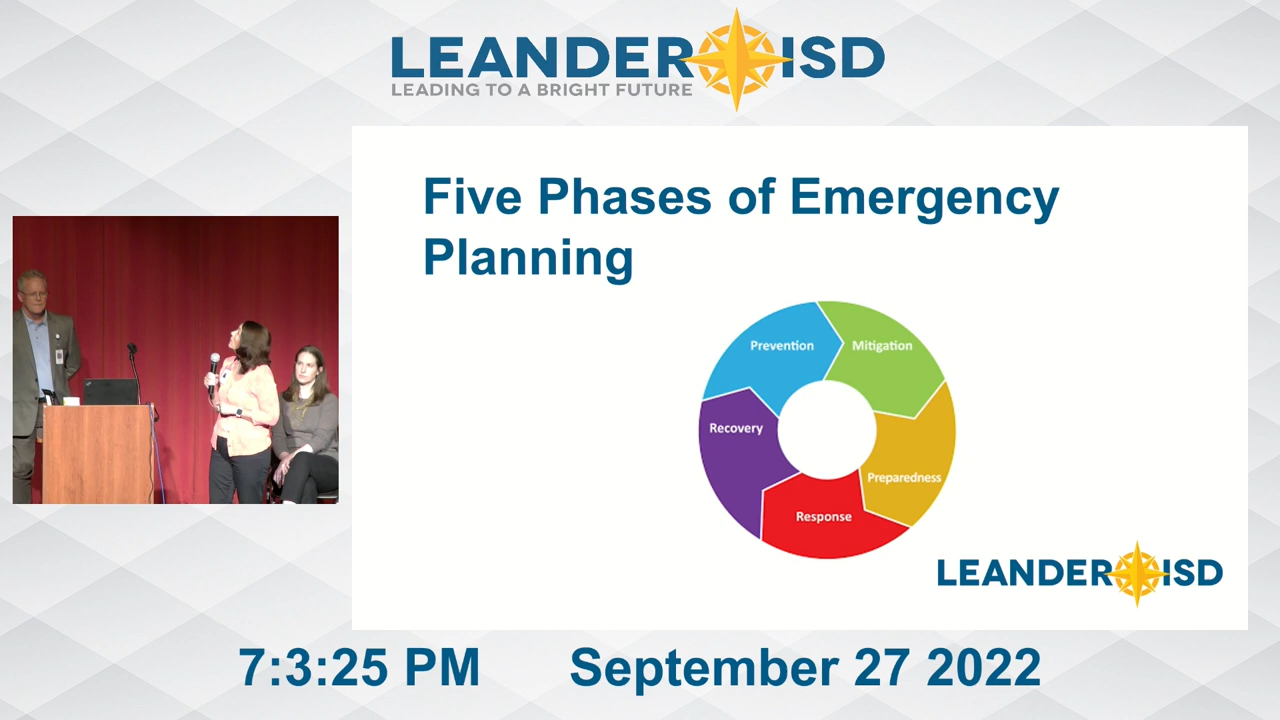 LEANDER ISD
LEADING TO A BRIGHT FUTURE
Five Phases of Emergency
Planning
Prevention
Mitigation
Recovery
Preparedness
Response
LEANDER ISD
7:3:25 PM September 27 2022